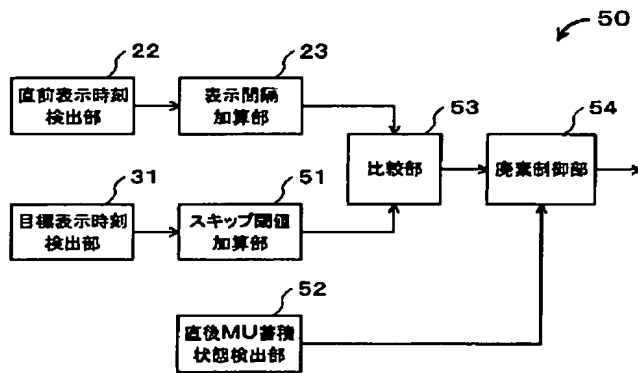 50
22
直前表示時刻
検出部
23
表示間隔
加算部
53
比較部
54
廃棄制御部
31
目標表示時刻
検出部
51
スキップ閾値
加算部
52
直後MU蓄積
状態検出部